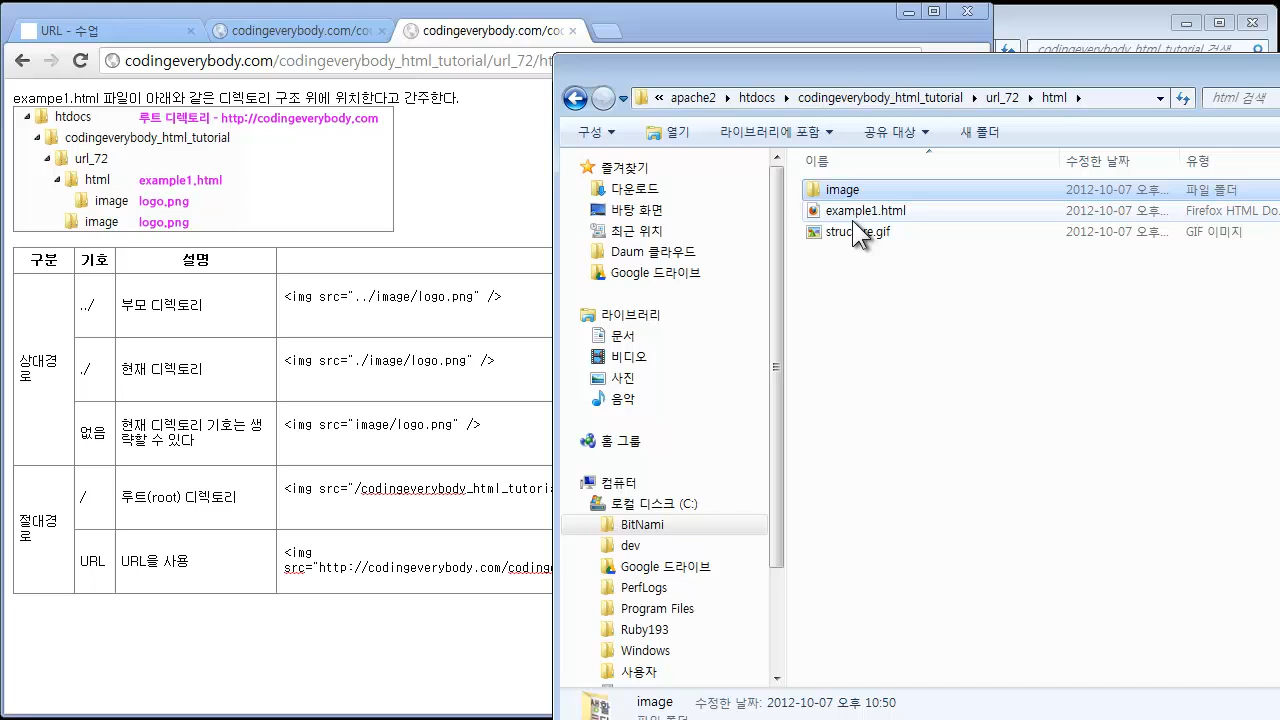 URL - 수업
codingeverybody.com/co
codingeverybody.com/co
codingeverybody.com/codingeverybody_html_tutorial/url_72/ht
exampe1.html 파일이 아래와 같은 디렉토리 구조 위에 위치한다고 간주한다.
htdocs 루트 디렉토리 - http://codingeverybody.com
codingeverybody_html_tutorial
url_72
html example1.html
image logo.png
image logo.png
구분 기호 설명
상대경로
../ 부모 디렉토리 <img src="../image/logo.png" />
./ 현재 디렉토리 <img src="./image/logo.png" />
없음 현재 디렉토리 기호는 생략할 수 있다 <img src="image/logo.png" />
절대경로
/ 루트(root) 디렉토리 <img src="/codingeverybody_html_tutoria
URL URL을 사용 <img
src="http://codingeverybody.com/codinge
codingeverybody_html_tutorial 검색
« apache2 htdocs codingeverybody_html_tutorial url_72 html
html 검색
구성 열기 라이브러리에 포함 공유 대상 새 폴더
즐겨찾기
다운로드
바탕 화면
최근 위치
Daum 클라우드
Google 드라이브
라이브러리
문서
비디오
사진
음악
홈 그룹
컴퓨터
로컬 디스크 (C:)
BitNami
dev
Google 드라이브
PerfLogs
Program Files
Ruby193
Windows
사용자
이름 수정한 날짜 유형
image 2012-10-07 오후... 파일 폴더
example1.html 2012-10-07 오후... Firefox HTML Do
structure.gif 2012-10-07 오후... GIF 이미지
image 수정한 날짜: 2012-10-07 오후 10:50
파일 폴더